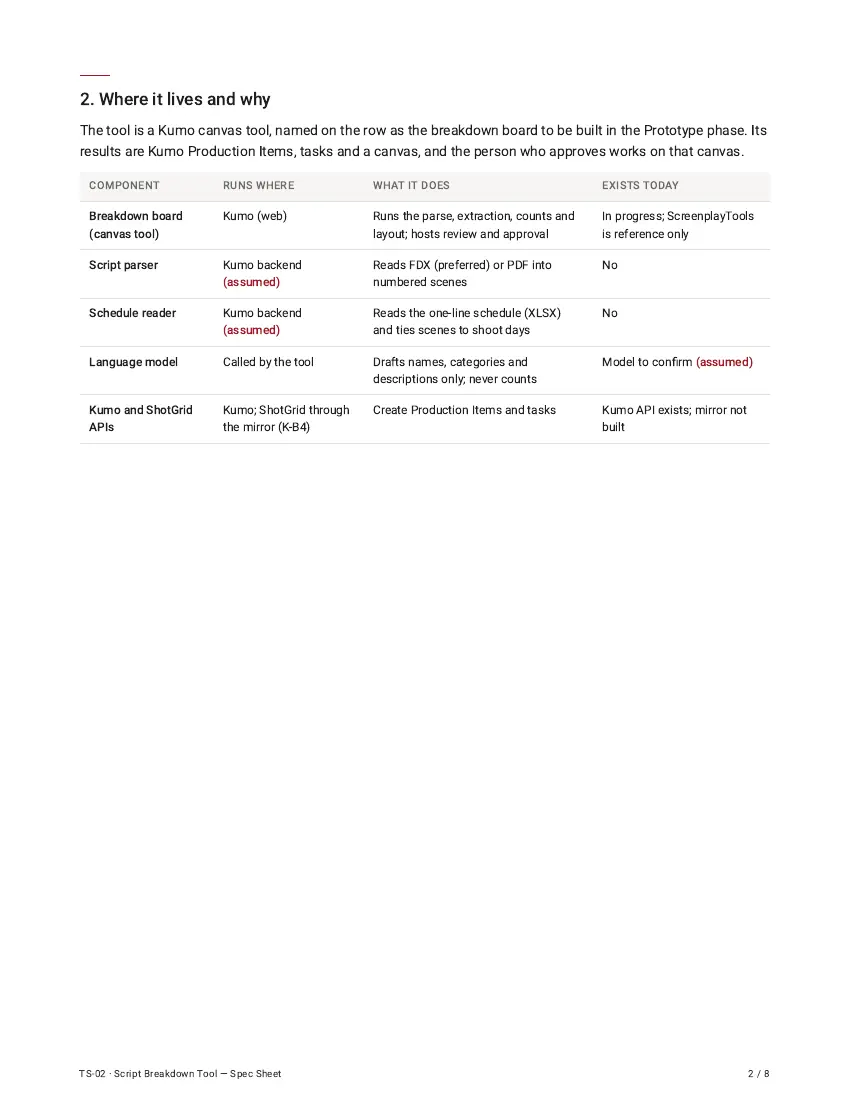 2. Where it lives and why
The tool is a Kumo canvas tool, named on the row as the breakdown board to be built in the Prototype phase. Its
results are Kumo Production Items, tasks and a canvas, and the person who approves works on that canvas.
COMPONENT RUNS WHERE WHAT IT DOES EXISTS TODAY
Breakdown board Kumo (web) Runs the parse, extraction, counts and In progress; ScreenplayTools
(canvas tool) layout; hosts review and approval is reference only
Script parser Kumo backend Reads FDX (preferred) or PDF into No
(assumed) numbered scenes
Schedule reader Kumo backend Reads the one-line schedule (XLSX) No
(assumed) and ties scenes to shoot days
Language model Called by the tool Drafts names, categories and Model to confirm (assumed)
descriptions only; never counts
Kumo and ShotGrid Kumo; ShotGrid through Create Production Items and tasks Kumo API exists; mirror not
APIs the mirror (K-B4) built
TS-02 · Script Breakdown Tool — Spec Sheet 2 / 8